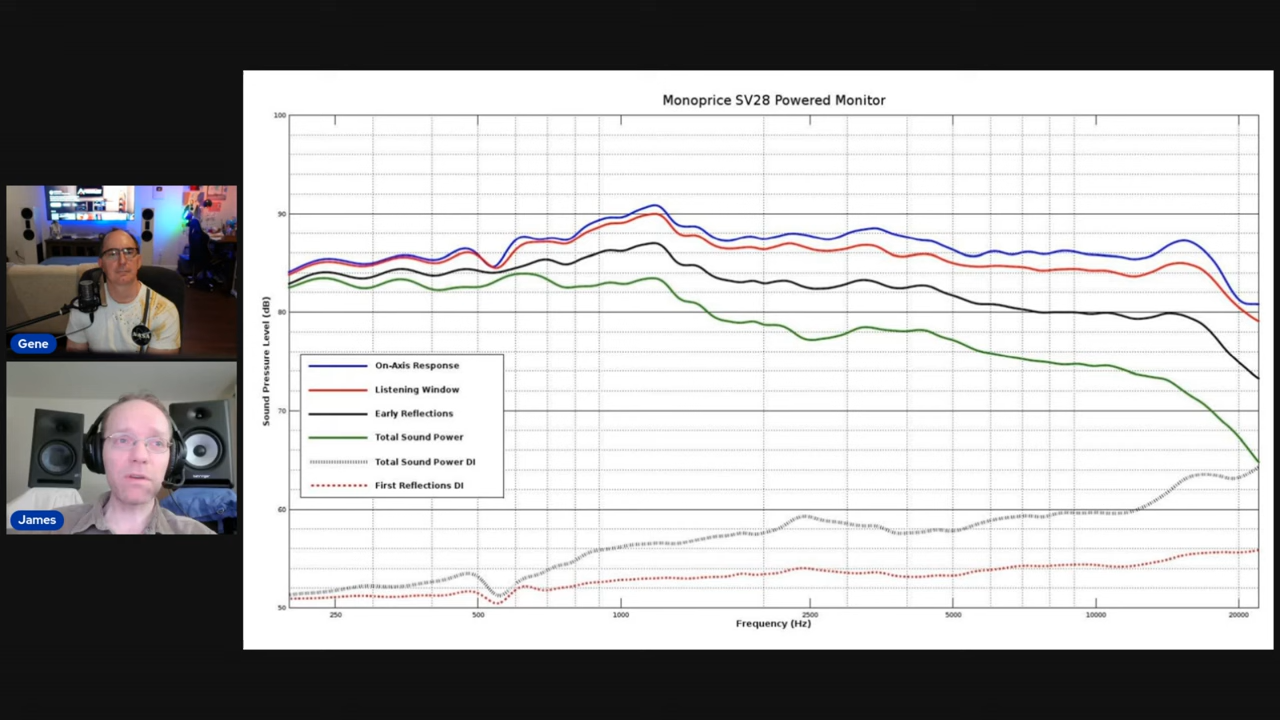 Monoprice SV28 Powered Monitor
Sound Pressure Level (dB)
100
90
80
70
60
50
On-Axis Response
Listening Window
Early Reflections
Total Sound Power
Total Sound Power DI
First Reflections DI
250
500
1000
2500
5000
10000
20000
Frequency (Hz)
Gene
NASA
James